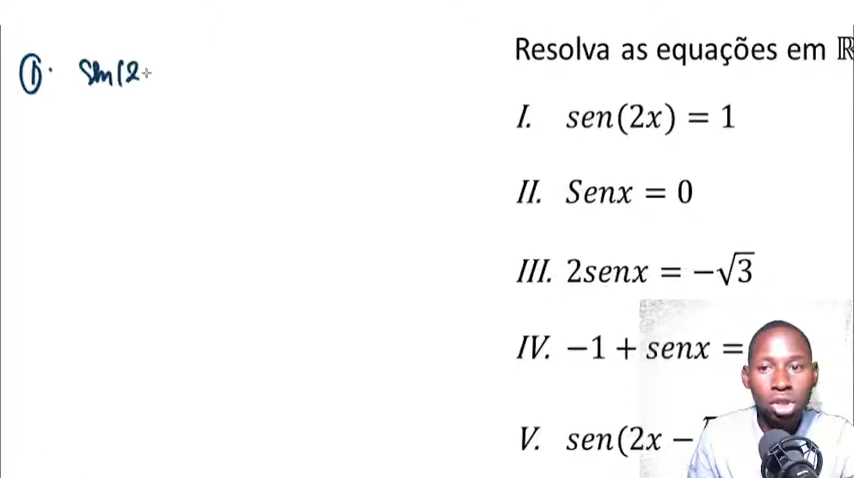 ①. sen(2
Resolva as equações em ℝ
I. sen(2x) = 1
II. Senx = 0
III. 2senx = −√3
IV. −1 + senx =
V. sen(2x −